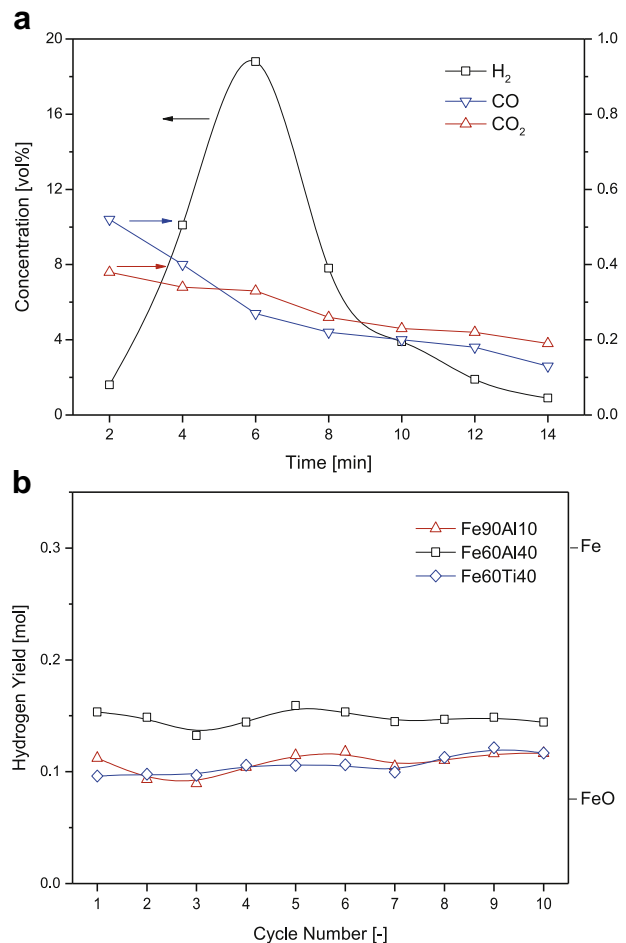 a
20
16
12
8
4
0
Concentration [vol%]
1.0
0.8
0.6
0.4
0.2
0.0
H2
CO
CO2
2 4 6 8 10 12 14
Time [min]
b
0.3
0.2
0.1
0.0
Hydrogen Yield [mol]
Fe90Al10
Fe60Al40
Fe60Ti40
Fe
FeO
1 2 3 4 5 6 7 8 9 10
Cycle Number [-]